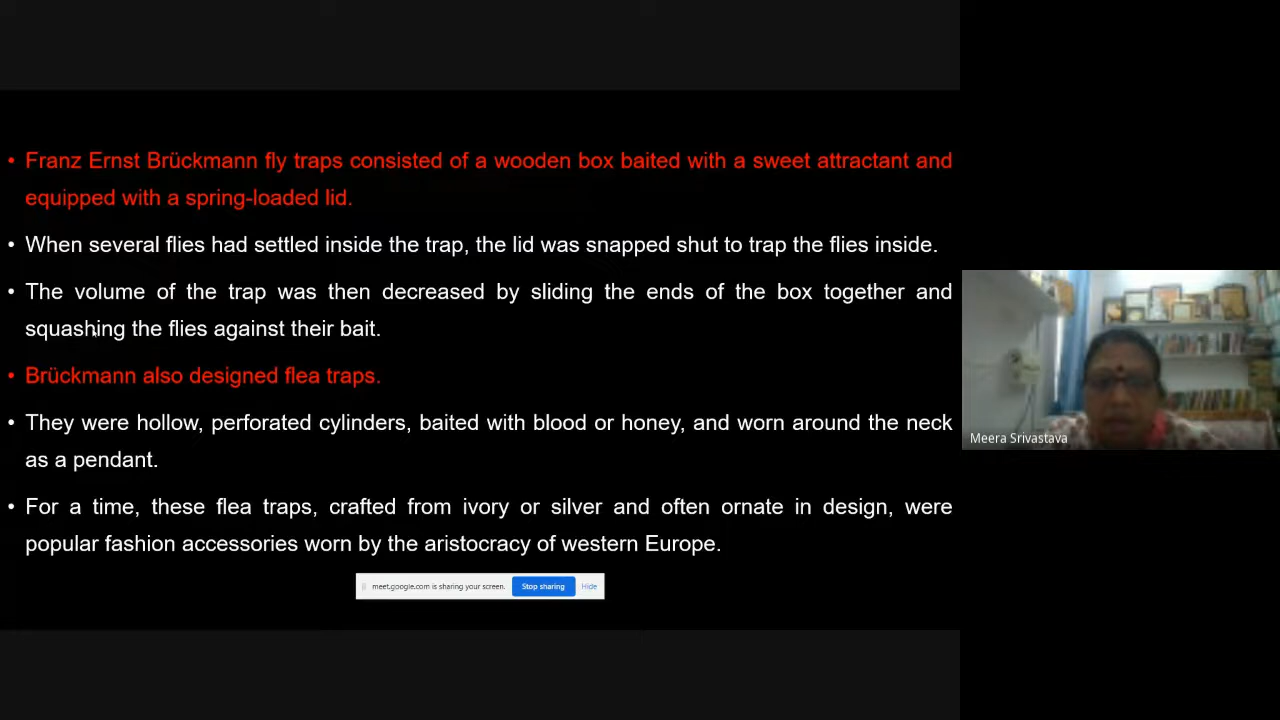 • Franz Ernst Brückmann fly traps consisted of a wooden box baited with a sweet attractant and
equipped with a spring-loaded lid.
• When several flies had settled inside the trap, the lid was snapped shut to trap the flies inside.
• The volume of the trap was then decreased by sliding the ends of the box together and
squashing the flies against their bait.
• Brückmann also designed flea traps.
• They were hollow, perforated cylinders, baited with blood or honey, and worn around the neck
as a pendant.
• For a time, these flea traps, crafted from ivory or silver and often ornate in design, were
popular fashion accessories worn by the aristocracy of western Europe.
meet.google.com is sharing your screen. Stop sharing Hide
Meera Srivastava